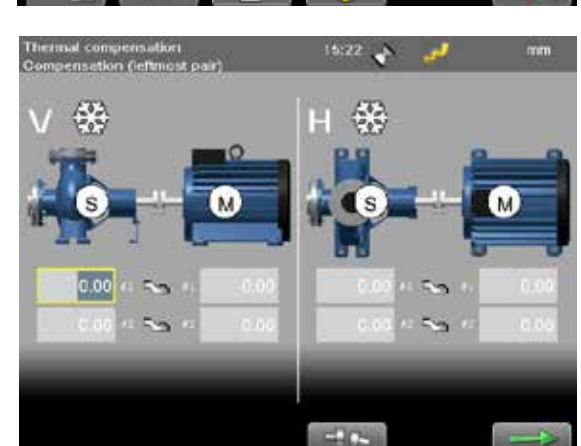 Thermal compensation 15:22 mm
Compensation (leftmost pair)
V H
S M S M
0.00 #1 #1 0.00 0.00 #1 #1 0.00
0.00 #2 #2 0.00 0.00 #2 #2 0.00